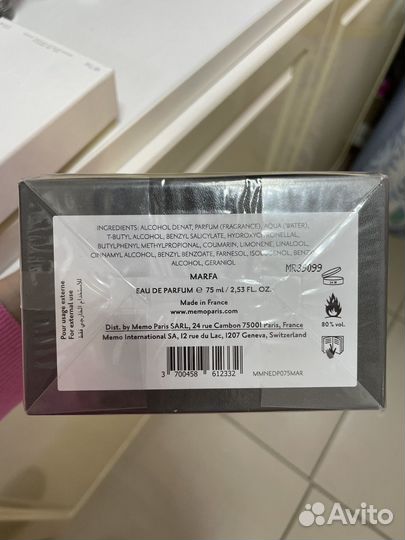 INGREDIENTS: ALCOHOL DENAT, PARFUM (FRAGRANCE), AQUA (WATER),
T-BUTYL ALCOHOL, BENZYL SALICYLATE,
BUTYLPHENYL METHYLPROPIONAL, COUMARIN, LIMONENE, LINALOOL,
CINNAMYL ALCOHOL, BENZYL BENZOATE, FARNESOL,
ALCOHOL, GERANIOL
MARFA
EAU DE PARFUM ℮ 75 ml / 2,53 fl. oz.
Made in France
www.memoparis.com
Dist. by Memo Paris SARL, 24 rue Cambon 75001 Paris, France
Memo International SA, 12 rue du Lac, 1207 Geneva, Switzerland
3 700458 612332
MMNEDP075MAR
MR35099
80% vol.
Pour usage externe
For external use
للاستعمال الخارجي فقط
Avito